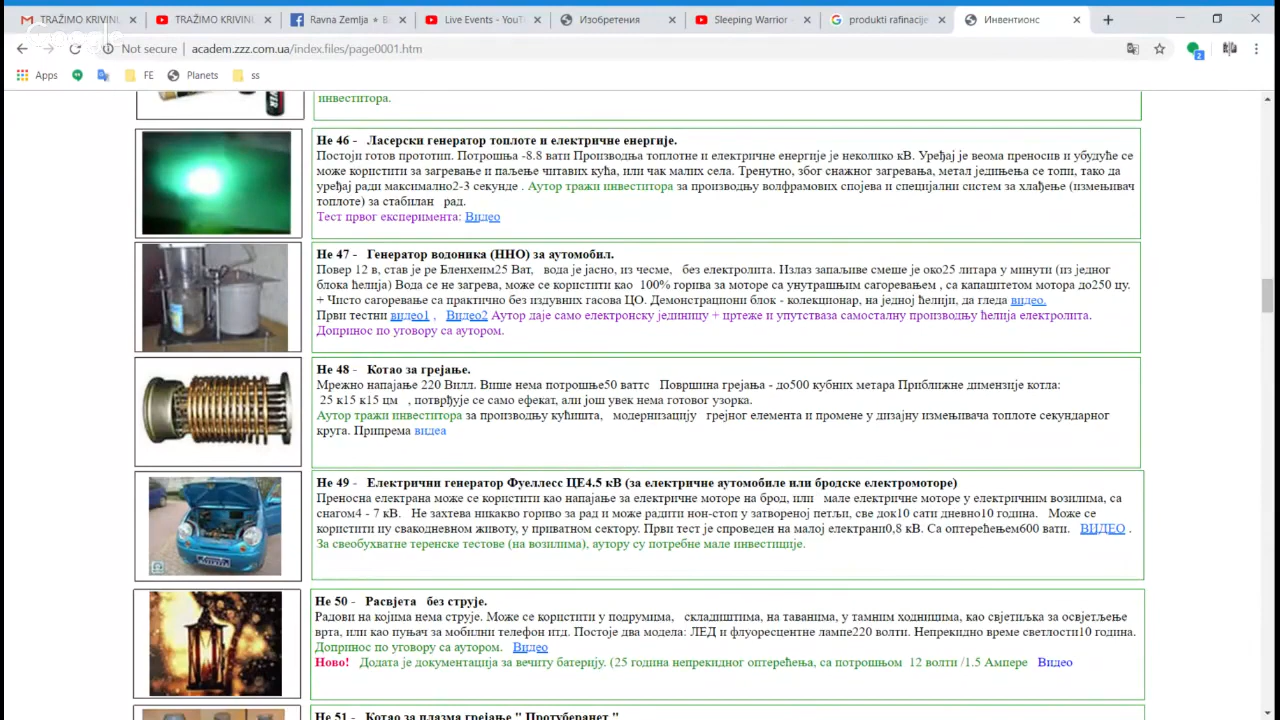 TRAŽIMO KRIVINU
TRAŽIMO KRIVINU
Ravna Zemlja ★ B
Live Events - YouT
Изобретения
Sleeping Warrior -
produkti rafinacije
Инвентионс
Google
Not secure | academ.zzz.com.ua/index.files/page0001.htm
Apps FE Planets ss
инвеститора.
Не 46 - Ласерски генератор топлоте и електричне енергије.
Постоји готов прототип. Потрошња -8.8 вати Производња топлотне и електричне енергије је неколико кВ. Уређај је веома преносив и убудуће се
може користити за загревање и паљење читавих кућа, или чак малих села. Тренутно, због снажног загревања, метал једињења се топи, тако да
уређај ради максимално2-3 секунде . Аутор тражи инвеститора за производњу волфрамових спојева и специјални систем за хлађење (измењивач
топлоте) за стабилан рад.
Тест првог експеримента: Видео
Не 47 - Генератор водоника (ННО) за аутомобил.
Повер 12 в, став је ре Бленхеим25 Ват, вода је јасно, из чесме, без електролита. Излаз запаљиве смеше је око25 литара у минути (из једног
блока ћелија) Вода се не загрева, може се користити као 100% горива за моторе са унутрашњим сагоревањем , са капацитетом мотора до250 цу.
+ Чисто сагоревање са практично без издувних гасова ЦО. Демонстрациони блок - колекционар, на једној ћелији, да гледа видео.
Први тестни видео1 , Видео2 Аутор даје само електронску јединицу + цртеже и упутстваза самосталну производњу ћелија електролита.
Допринос по уговору са аутором.
Не 48 - Котао за грејање.
Мрежно напајање 220 Вилл. Више нема потрошње50 ваттс Површина грејања - до500 кубних метара Приближне димензије котла:
25 к15 к15 цм , потврђује се само ефекат, али још увек нема готовог узорка.
Аутор тражи инвеститора за производњу кућишта, модернизацију грејног елемента и промене у дизајну измењивача топлоте секундарног
круга. Припрема видеа
Не 49 - Електрични генератор Фуеллесс ЦЕ4.5 кВ (за електричне аутомобиле или бродске електромоторе)
Преносна електрана може се користити као напајање за електричне моторе на брод, или мале електричне моторе у електричним возилима, са
снагом4 - 7 кВ. Не захтева никакво гориво за рад и може радити нон-стоп у затвореној петљи, све док10 сати дневно10 година. Може се
користити иу свакодневном животу, у приватном сектору. Први тест је спроведен на малој електрани0,8 кВ. Са оптерећењем600 вати. ВИДЕО .
За свеобухватне теренске тестове (на возилима), аутору су потребне мале инвестиције.
Не 50 - Расвјета без струје.
Радови на којима нема струје. Може се користити у подрумима, складиштима, на таванима, у тамним ходницима, као свјетиљка за освјетљење
врта, или као пуњач за мобилни телефон итд. Постоје два модела: ЛЕД и флуоресцентне лампе220 волти. Непрекидно време светлости10 година.
Допринос по уговору са аутором. Видео
Ново! Додата је документација за вечиту батерију. (25 година непрекидног оптерећења, са потрошњом 12 волти /1.5 Ампере Видео
Не 51 - Котао за плазма грејање " Протуберанет "